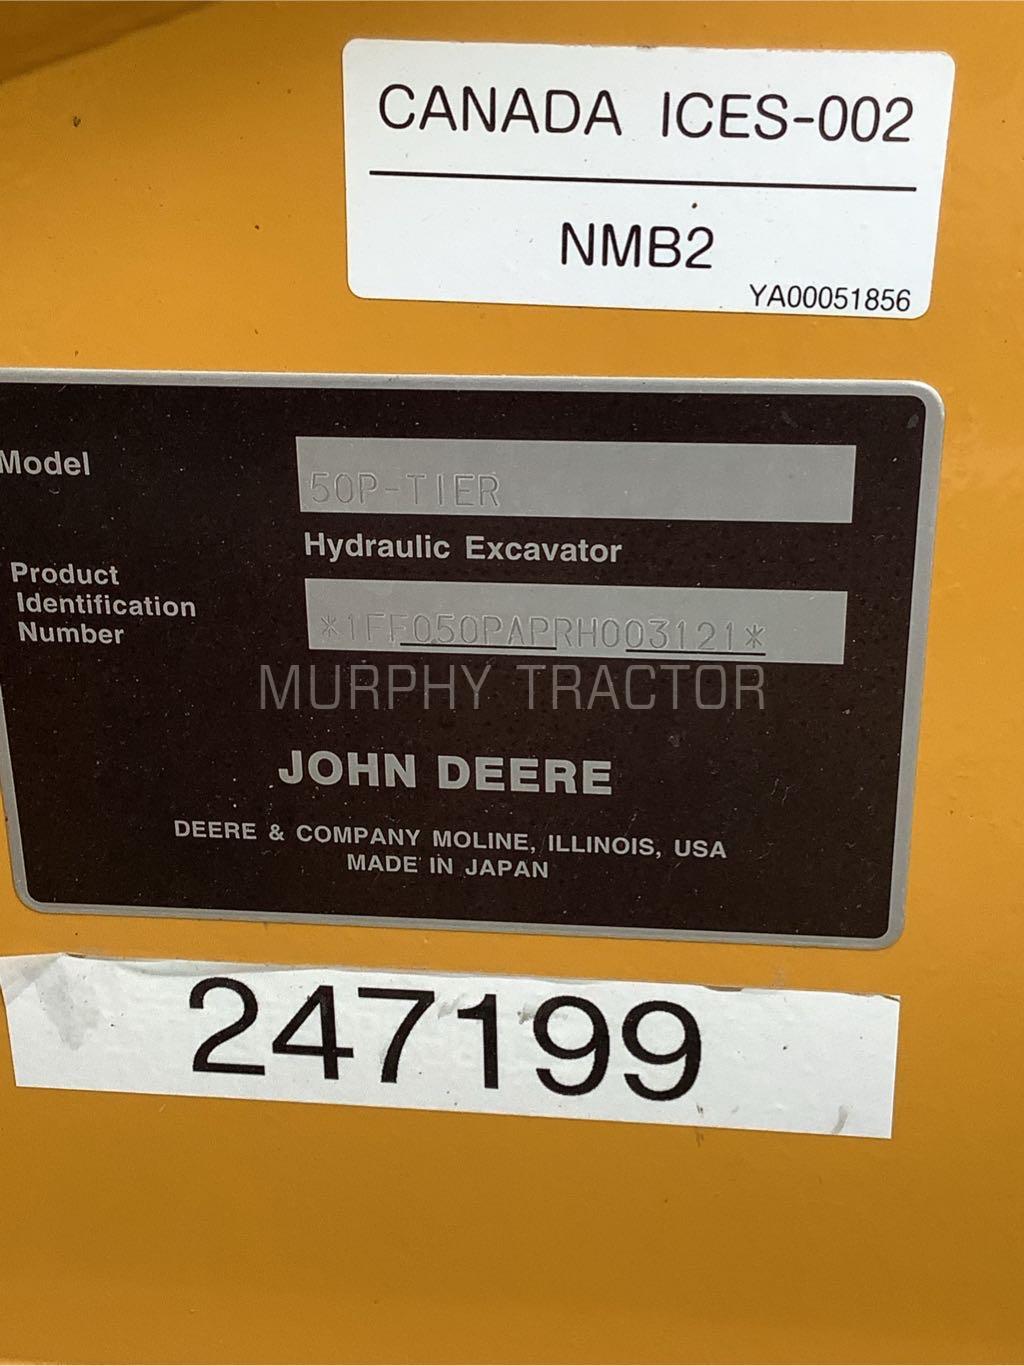 CANADA ICES-002
NMB2
YA00051856
Model
50P-TIER
Hydraulic Excavator
Product
Identification
Number
*1FF050PAPRH003121*
MURPHY TRACTOR
JOHN DEERE
DEERE & COMPANY MOLINE, ILLINOIS, USA
MADE IN JAPAN
247199